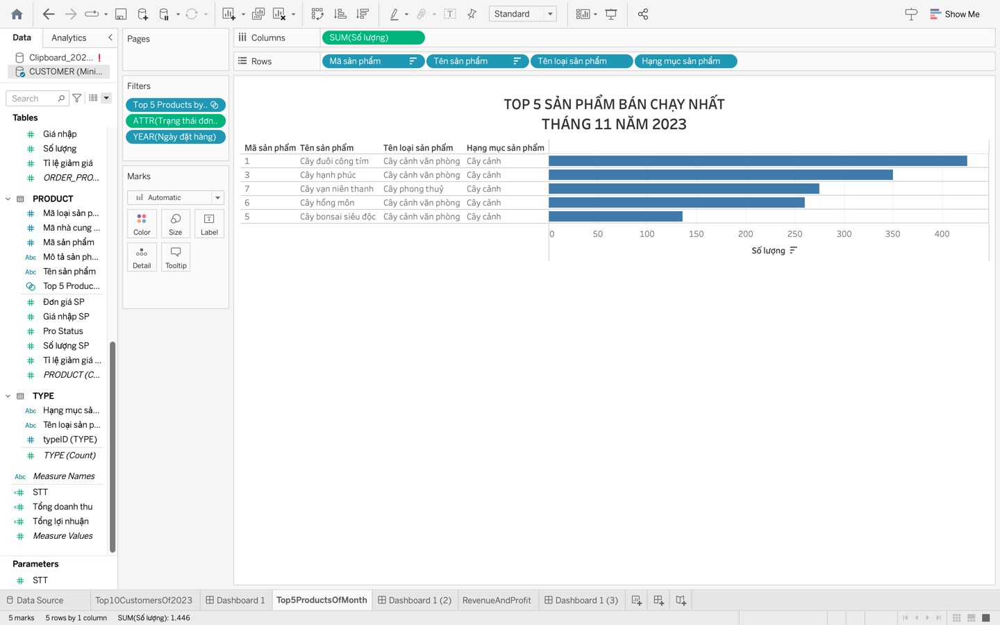 Standard
Show Me
Data
Analytics
Clipboard_202...
CUSTOMER (Mini...
Search
Tables
Giá nhập
Số lượng
Tỉ lệ giảm giá
ORDER_PRO...
PRODUCT
Mã loại sản p...
Mã nhà cung ...
Mã sản phẩm
Abc Mô tả sản ph...
Abc Tên sản phẩm
Top 5 Produc...
Đơn giá SP
Giá nhập SP
Pro Status
Số lượng SP
Tỉ lệ giảm giá ...
PRODUCT (C...
TYPE
Abc Hạng mục sả...
Abc Tên loại sản p...
typeID (TYPE)
TYPE (Count)
Abc Measure Names
STT
Tổng doanh thu
Tổng lợi nhuận
Measure Values
Parameters
STT
Pages
Filters
Top 5 Products by..
ATTR(Trạng thái đơn..
YEAR(Ngày đặt hàng)
Marks
Automatic
Color
Size
Label
Detail
Tooltip
Columns
SUM(Số lượng)
Rows
Mã sản phẩm
Tên sản phẩm
Tên loại sản phẩm
Hạng mục sản phẩm
TOP 5 SẢN PHẨM BÁN CHẠY NHẤT
THÁNG 11 NĂM 2023
Mã sản phẩm Tên sản phẩm Tên loại sản phẩm Hạng mục sản phẩm
1 Cây đuôi công tím Cây cảnh văn phòng Cây cảnh
3 Cây hạnh phúc Cây cảnh văn phòng Cây cảnh
7 Cây vạn niên thanh Cây phong thuỷ Cây cảnh
6 Cây hồng môn Cây cảnh văn phòng Cây cảnh
5 Cây bonsai siêu độc Cây cảnh văn phòng Cây cảnh
0 50 100 150 200 250 300 350 400
Số lượng
Data Source
Top10CustomersOf2023
Dashboard 1
Top5ProductsOfMonth
Dashboard 1 (2)
RevenueAndProfit
Dashboard 1 (3)
5 marks 5 rows by 1 column SUM(Số lượng): 1,446